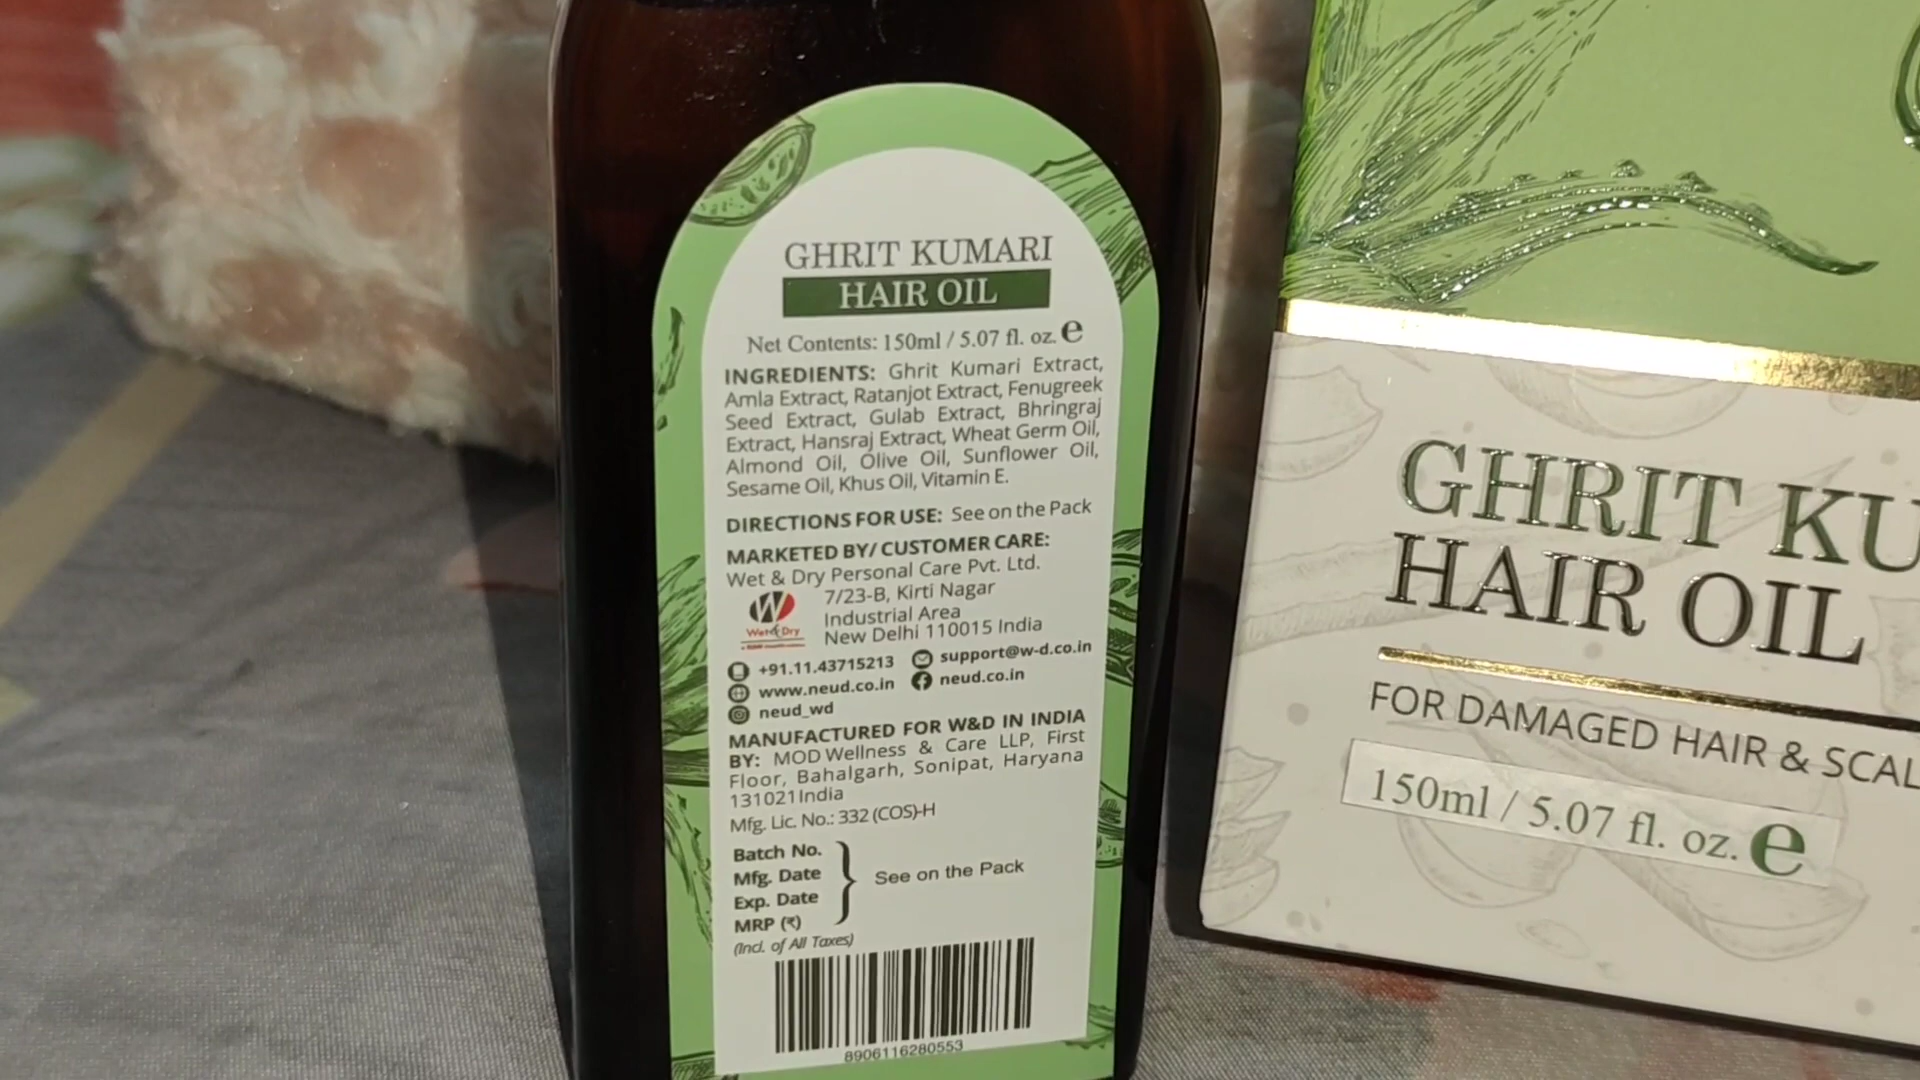 GHRIT KUMARI
HAIR OIL
Net Contents: 150ml / 5.07 fl. oz. e
INGREDIENTS: Ghrit Kumari Extract,
Amla Extract, Ratanjot Extract, Fenugreek
Seed Extract, Gulab Extract, Bhringraj
Extract, Hansraj Extract, Wheat Germ Oil,
Almond Oil, Olive Oil, Sunflower Oil,
Sesame Oil, Khus Oil, Vitamin E.
DIRECTIONS FOR USE: See on the Pack
MARKETED BY/ CUSTOMER CARE:
Wet & Dry Personal Care Pvt. Ltd.
W
Wet & Dry
7/23-B, Kirti Nagar
Industrial Area
New Delhi 110015 India
+91.11.43715213 support@w-d.co.in
www.neud.co.in neud.co.in
neud_wd
MANUFACTURED FOR W&D IN INDIA
BY: MOD Wellness & Care LLP, First
Floor, Bahalgarh, Sonipat, Haryana
131021 India
Mfg. Lic. No.: 332 (COS)-H
Batch No.
Mfg. Date
Exp. Date
MRP (₹)
(Incl. of All Taxes)
See on the Pack
8906116280553
GHRIT KU
HAIR OIL
FOR DAMAGED HAIR & SCAL
150ml / 5.07 fl. oz. e